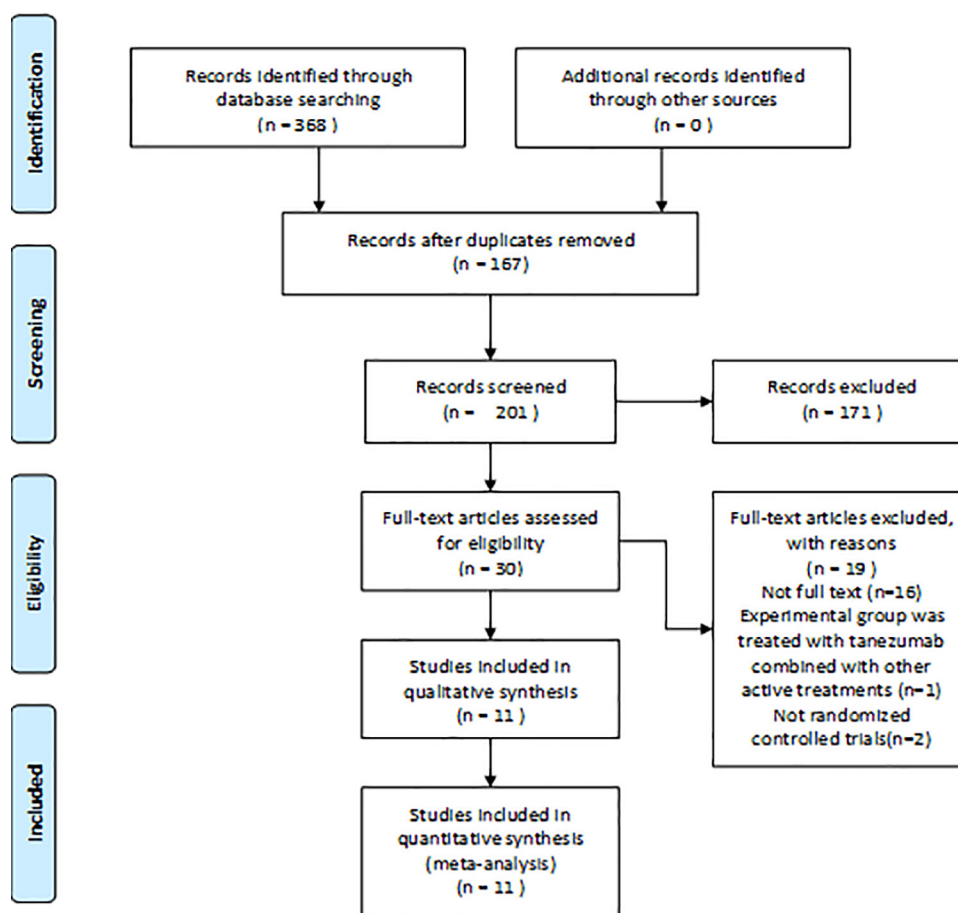 Identification
Records identified through
database searching
(n = 368 )
Additional records identified
through other sources
(n = 0 )
Records after duplicates removed
(n = 167)
Screening
Records screened
(n = 201 )
Records excluded
(n = 171 )
Eligibility
Full-text articles assessed
for eligibility
(n = 30)
Full-text articles excluded,
with reasons
(n = 19 )
Not full text (n=16)
Experimental group was
treated with tanezumab
combined with other
active treatments (n=1)
Not randomized
controlled trials(n=2)
Studies included in
qualitative synthesis
(n = 11 )
Included
Studies included in
quantitative synthesis
(meta-analysis)
(n = 11 )